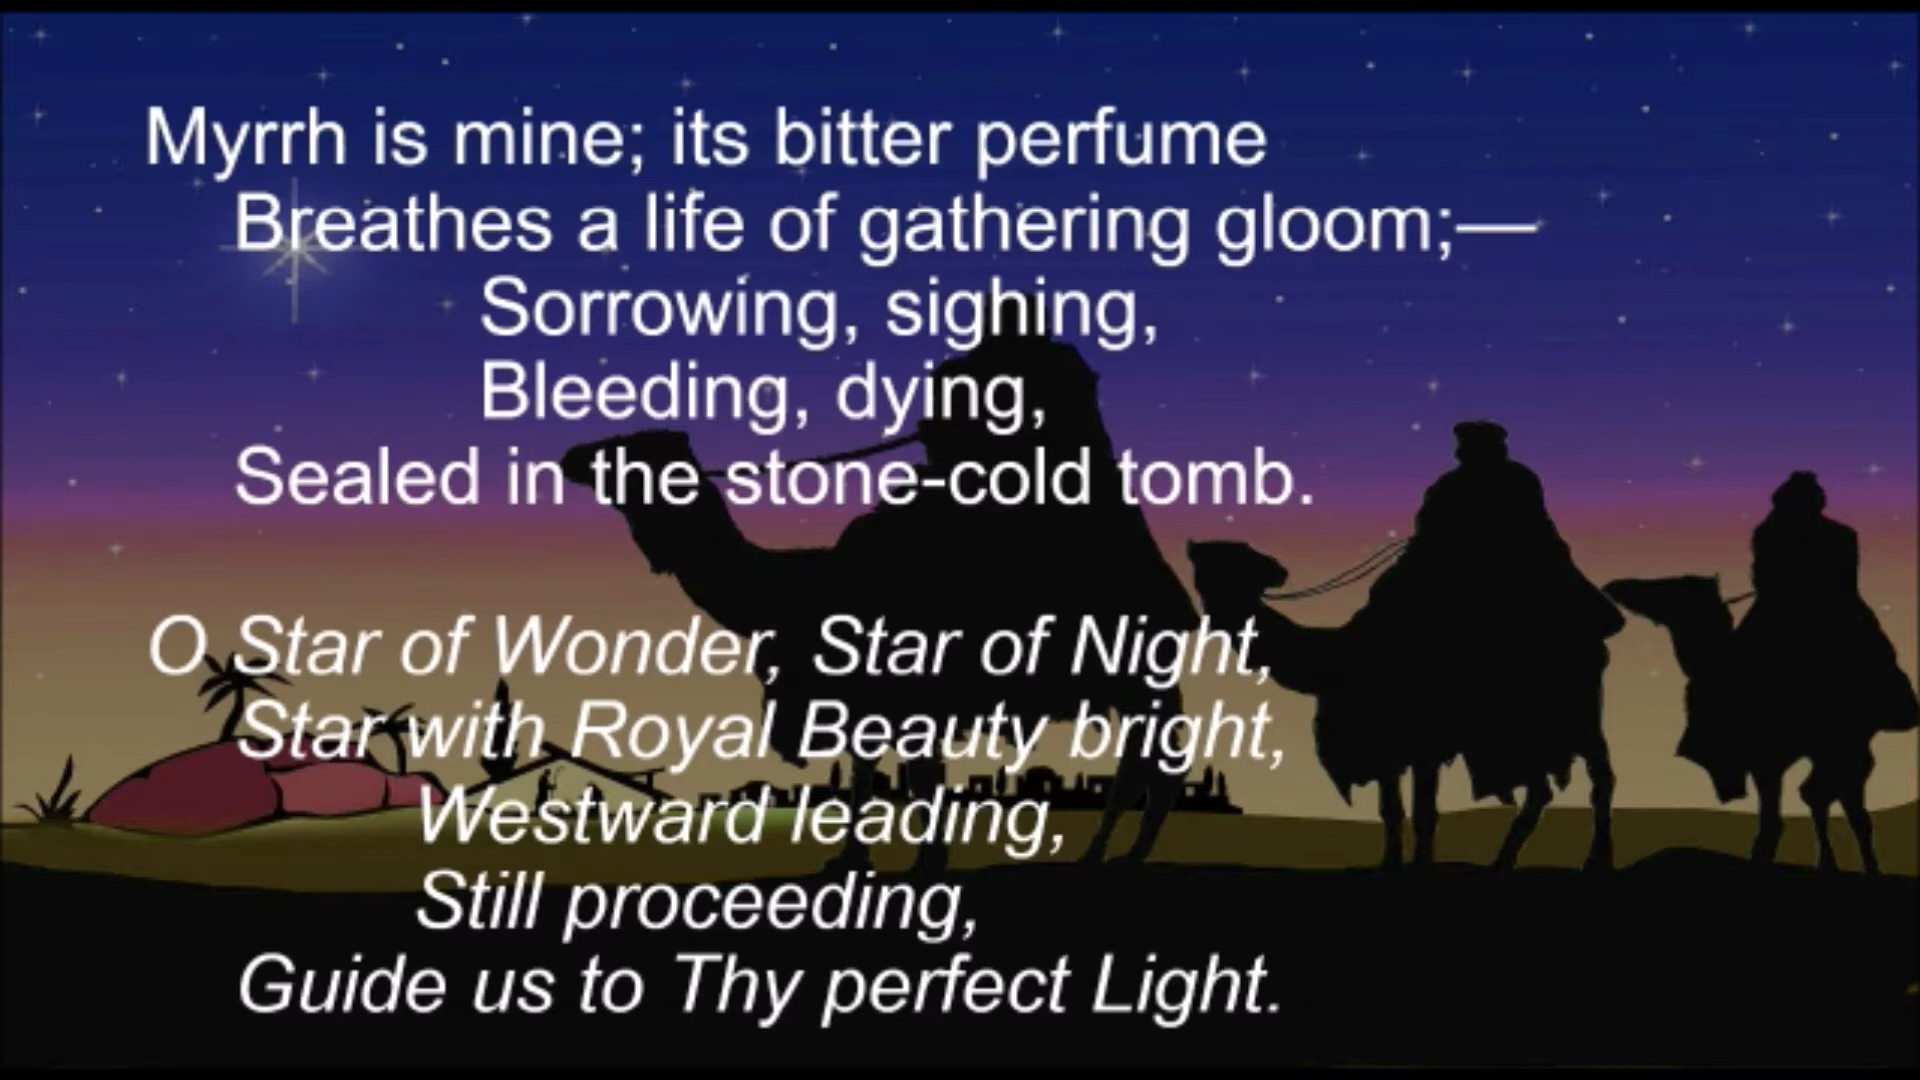 Myrrh is mine; its bitter perfume
Breathes a life of gathering gloom;—
Sorrowing, sighing,
Bleeding, dying,
Sealed in the stone-cold tomb.
O Star of Wonder, Star of Night,
Star with Royal Beauty bright,
Westward leading,
Still proceeding,
Guide us to Thy perfect Light.